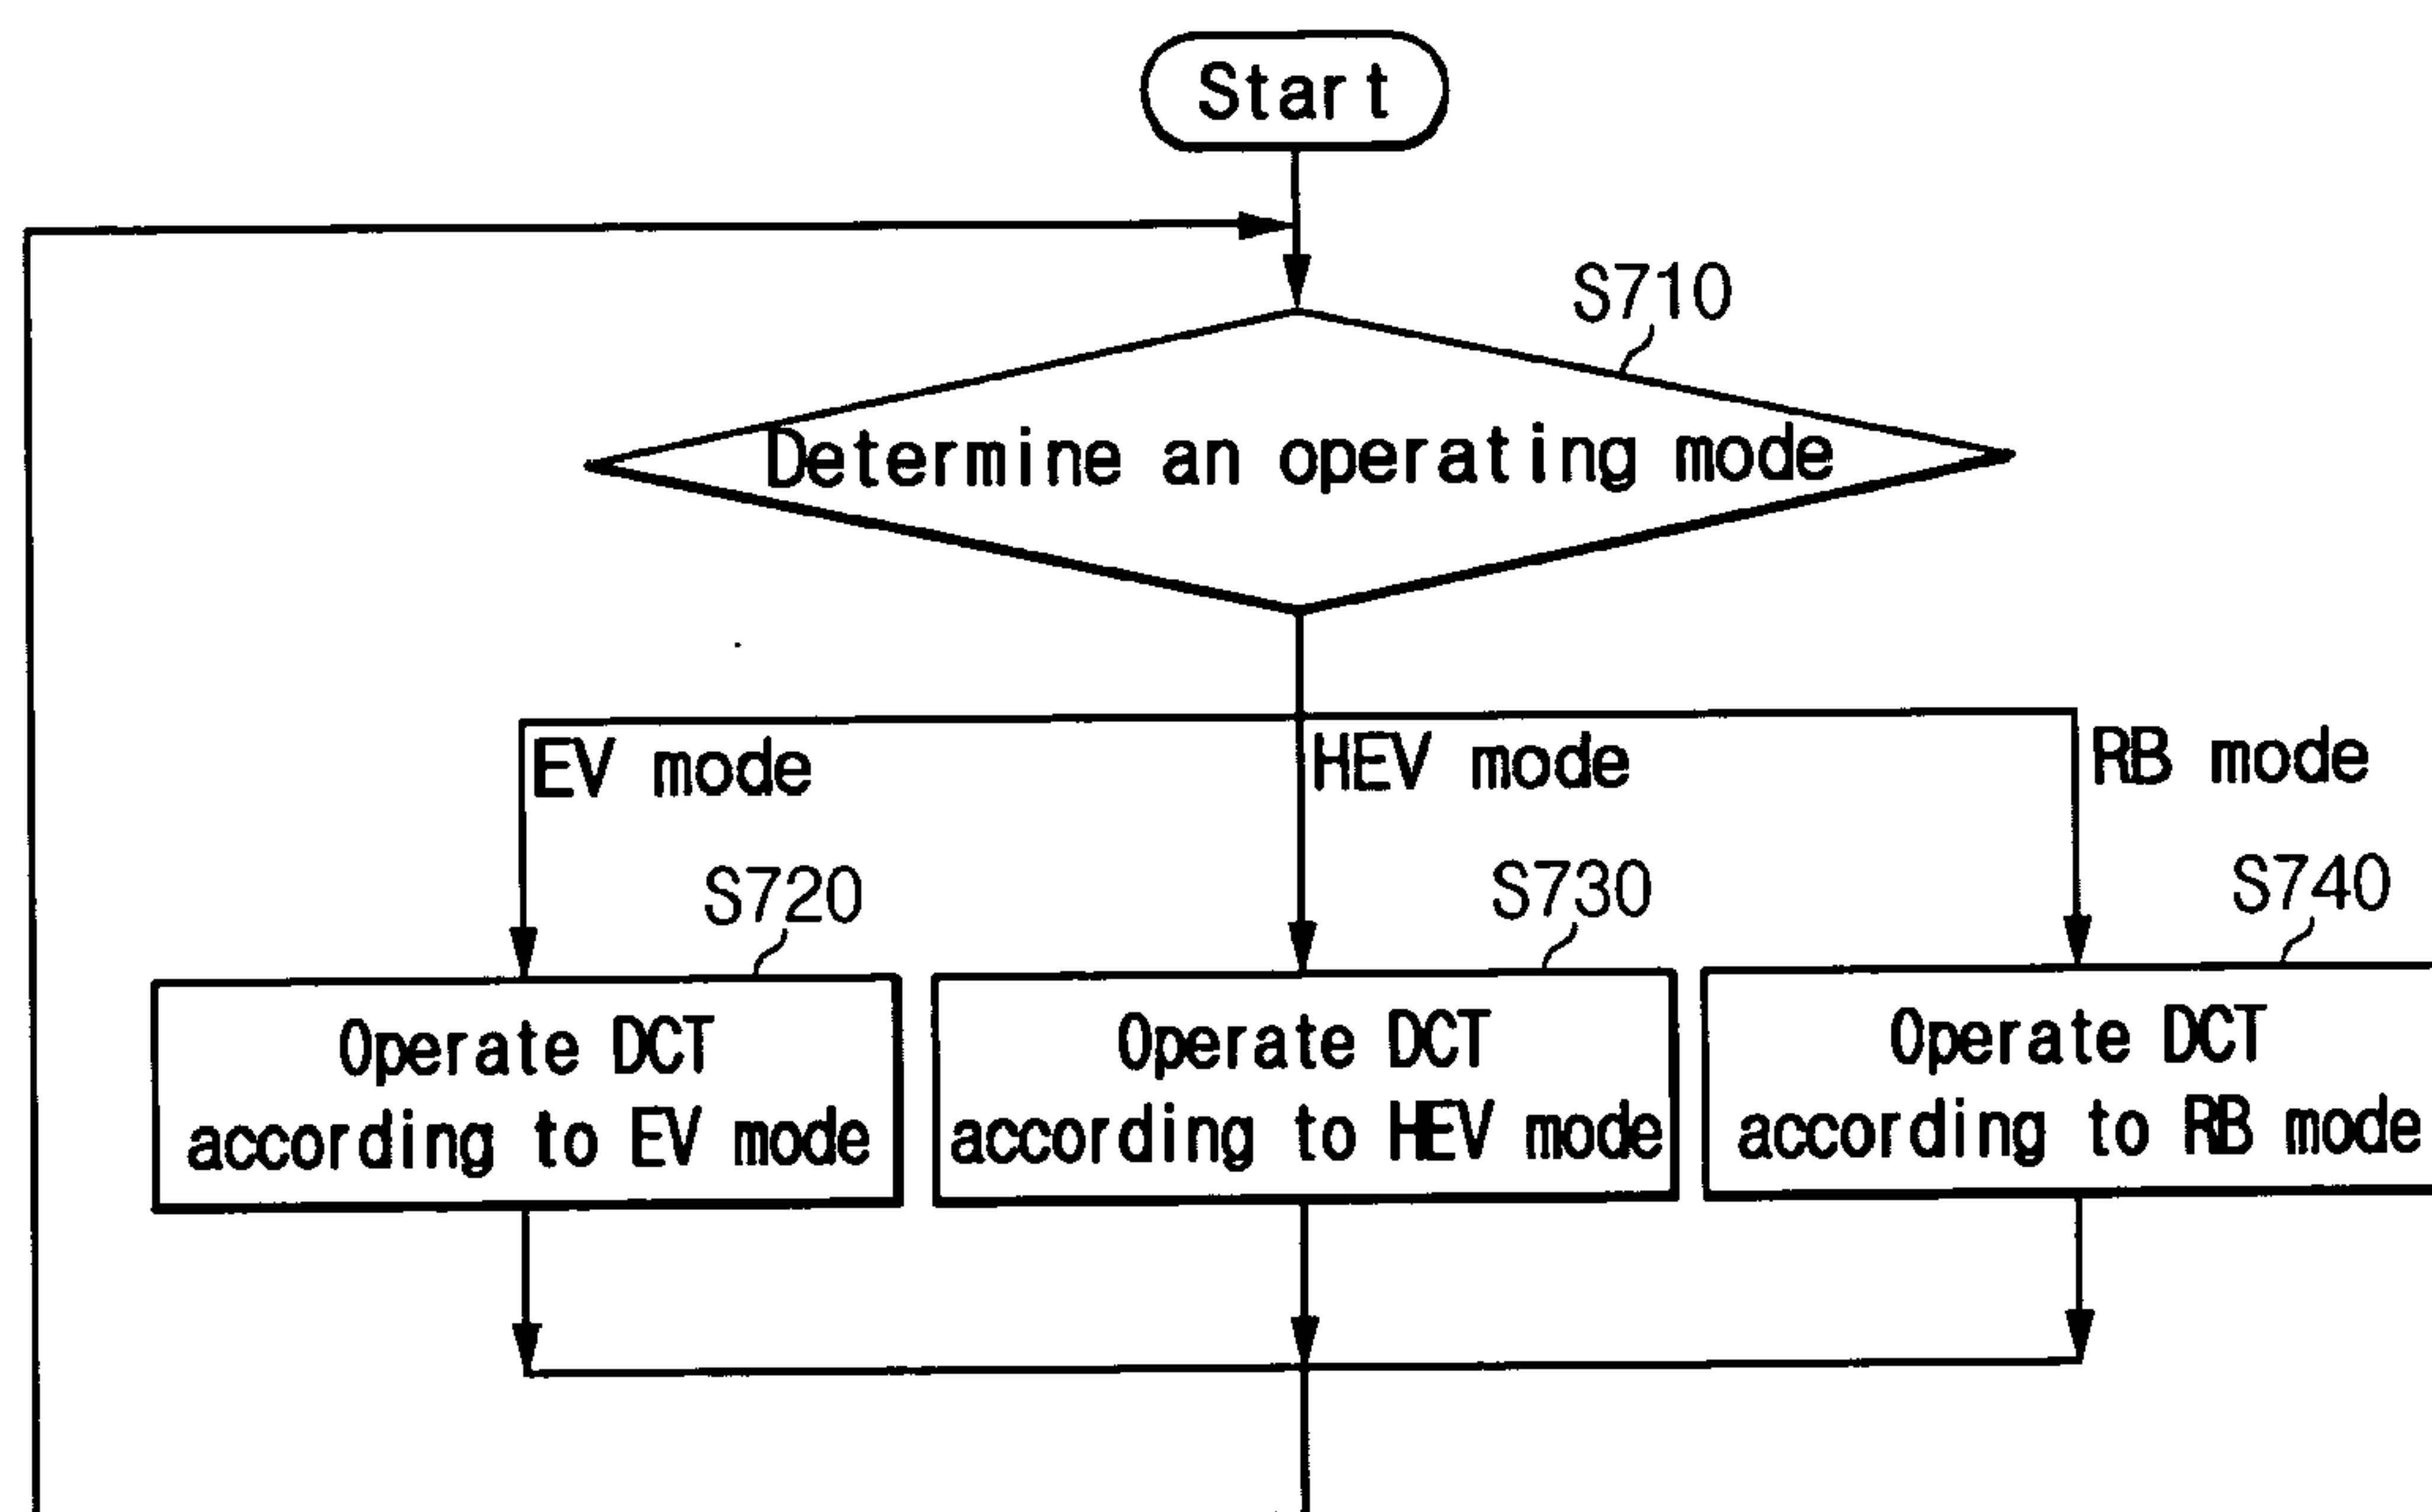 Start
S710
Determine an operating mode
EV mode
HEV mode
RB mode
S720
S730
S740
Operate DCT
according to EV mode
Operate DCT
according to HEV mode
Operate DCT
according to RB mode